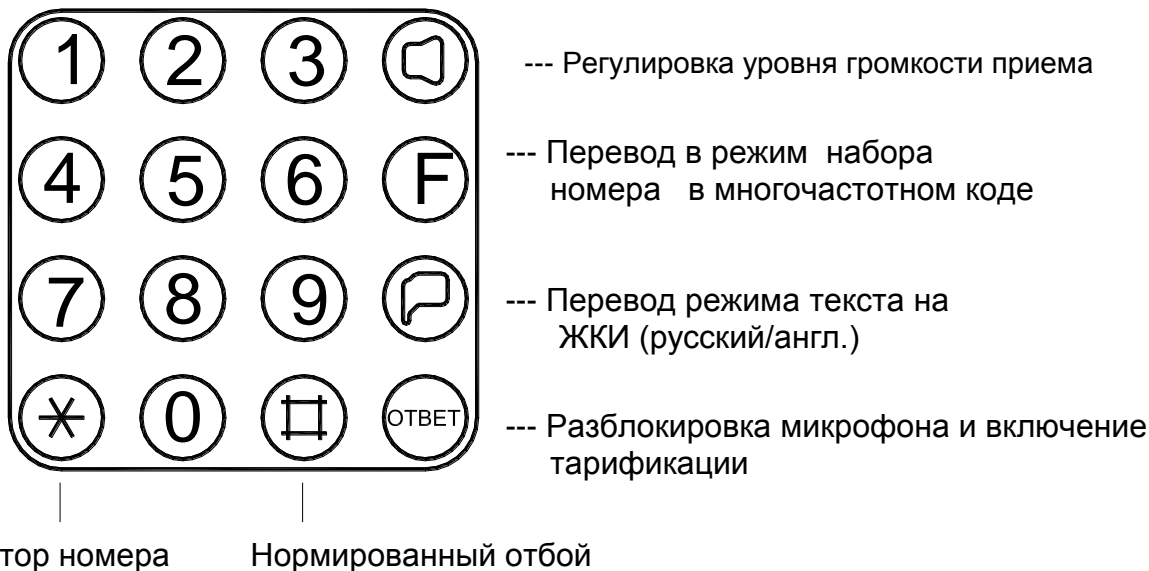 1 2 3
--- Регулировка уровня громкости приема
4 5 6 F
--- Перевод в режим набора
номера в многочастотном коде
7 8 9
--- Перевод режима текста на
ЖКИ (русский/англ.)
* 0 # ОТВЕТ
--- Разблокировка микрофона и включение
тарификации
тор номера Нормированный отбой